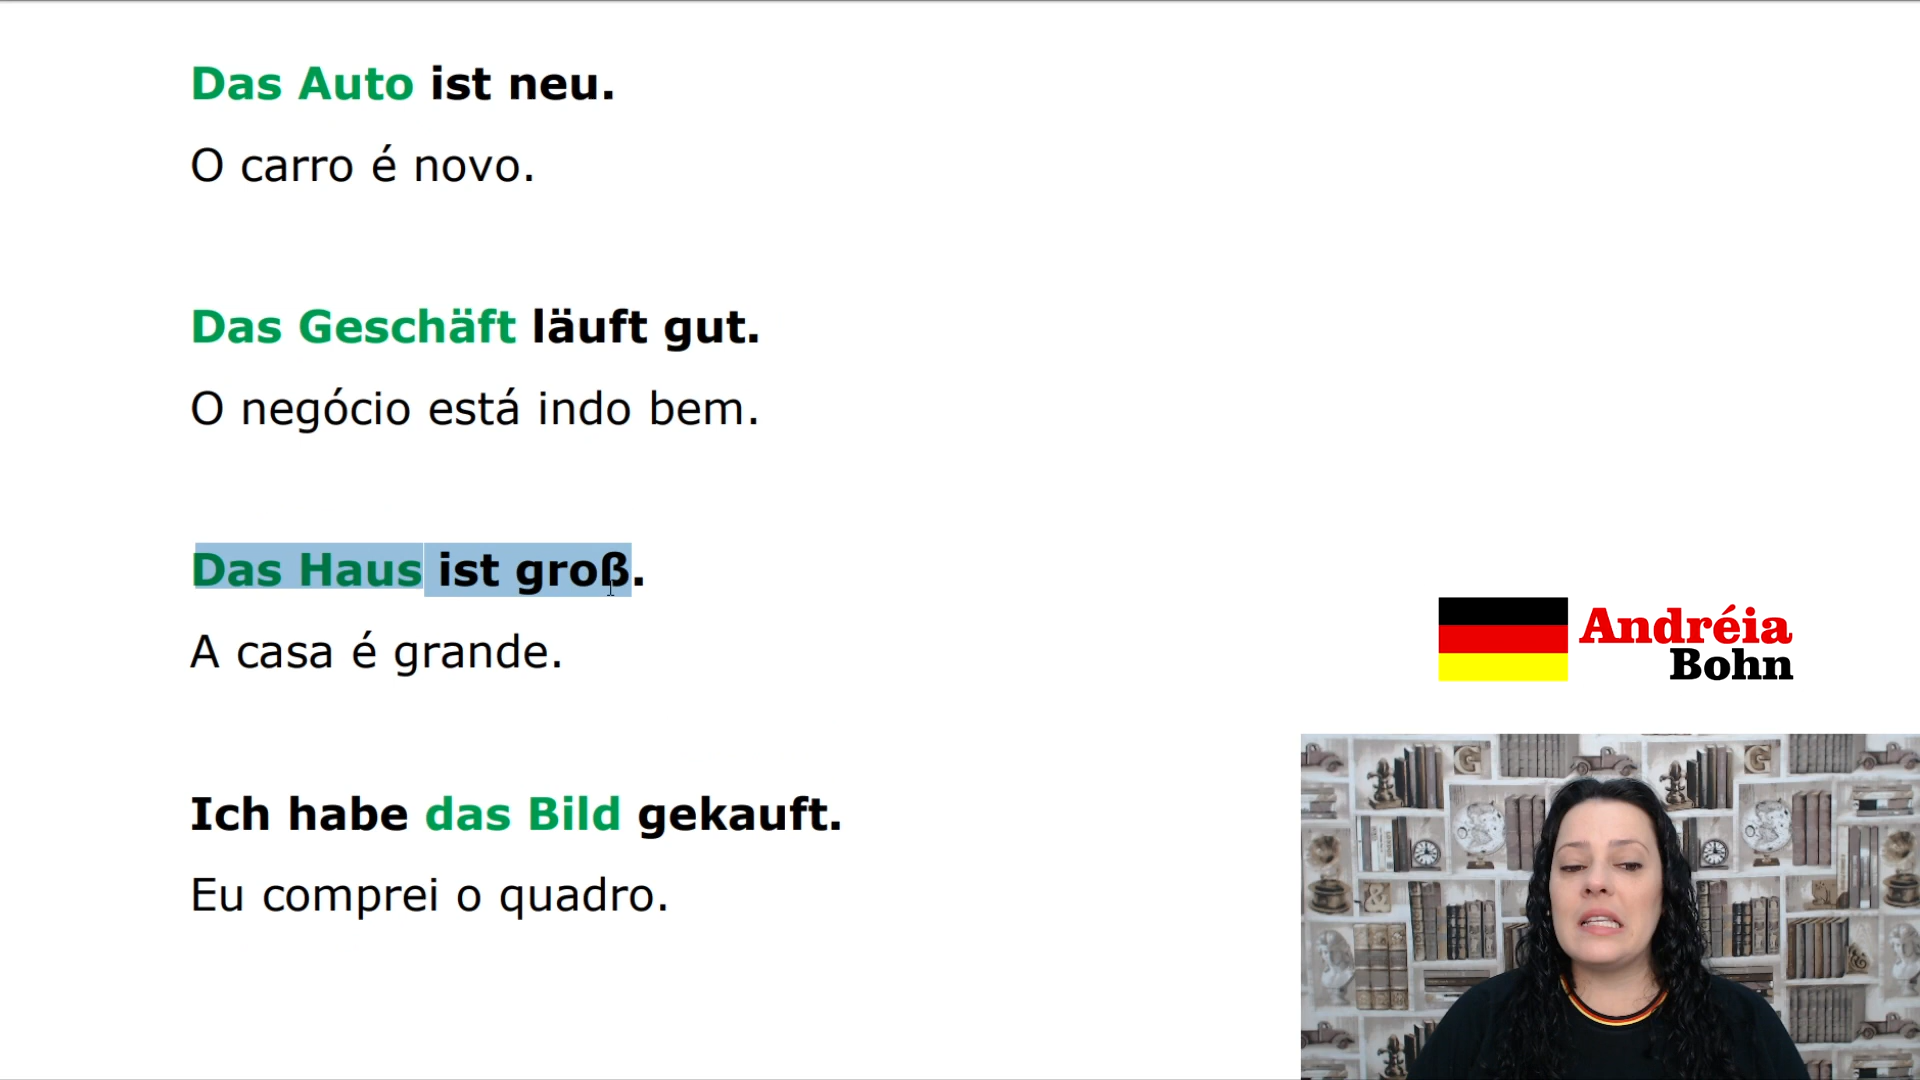 Das Auto ist neu.
O carro é novo.
Das Geschäft läuft gut.
O negócio está indo bem.
Das Haus ist groß.
A casa é grande.
Ich habe das Bild gekauft.
Eu comprei o quadro.
Andréia
Bohn
G
G
&